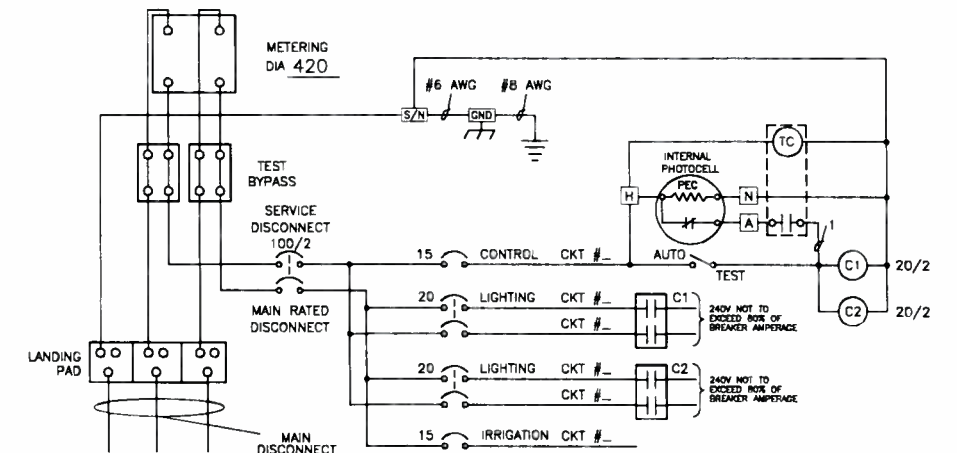 METERING
DIA 420
#6 AWG
#8 AWG
S/N
GND
TC
INTERNAL
PHOTOCELL
PEC
H
N
A
1
TEST
BYPASS
SERVICE
DISCONNECT
100/2
MAIN RATED
DISCONNECT
15 CONTROL CKT #_
AUTO
TEST
C1
20/2
C2
20/2
20 LIGHTING CKT #_
CKT #_
C1
240V NOT TO
EXCEED 80% OF
BREAKER AMPERAGE
20 LIGHTING CKT #_
CKT #_
C2
240V NOT TO
EXCEED 80% OF
BREAKER AMPERAGE
15 IRRIGATION CKT #_
LANDING
PAD
MAIN
DISCONNECT